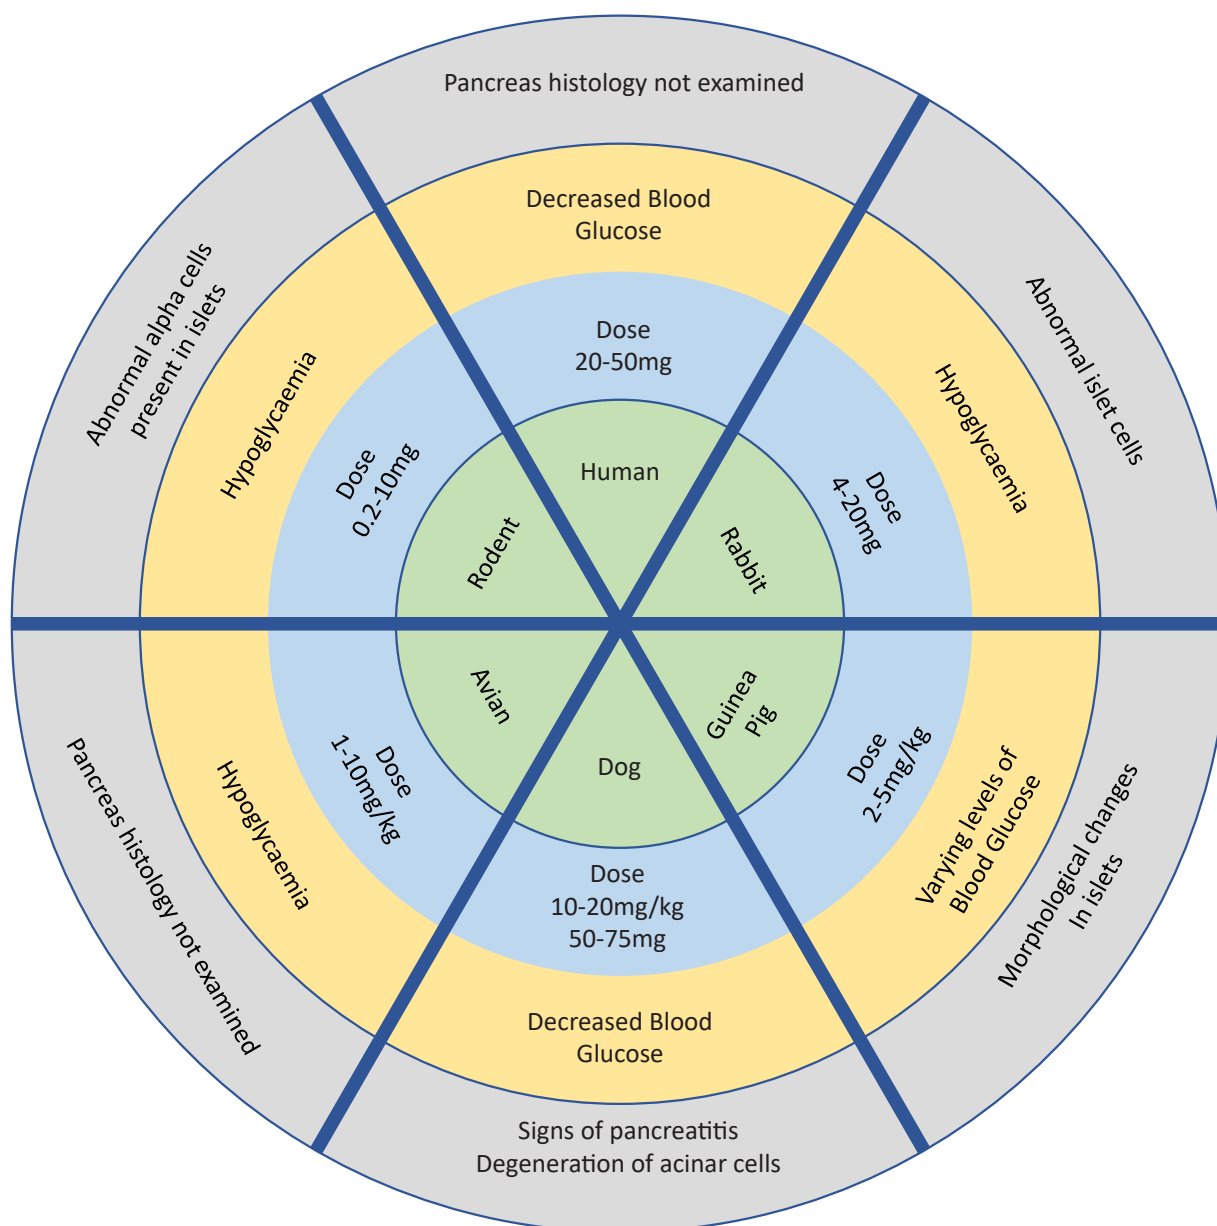 Pancreas histology not examined
Decreased Blood
Glucose
Dose
20-50mg
Human
Abnormal islet cells
Hypoglycaemia
Dose
4-20mg
Rabbit
Morphological changes
In islets
Varying levels of
Blood Glucose
Dose
2-5mg/kg
Guinea
Pig
Dog
Dose
10-20mg/kg
50-75mg
Decreased Blood
Glucose
Signs of pancreatitis
Degeneration of acinar cells
Avian
Dose
1-10mg/kg
Hypoglycaemia
Pancreas histology not examined
Rodent
Dose
0.2-10mg
Hypoglycaemia
Abnormal alpha cells
present in islets